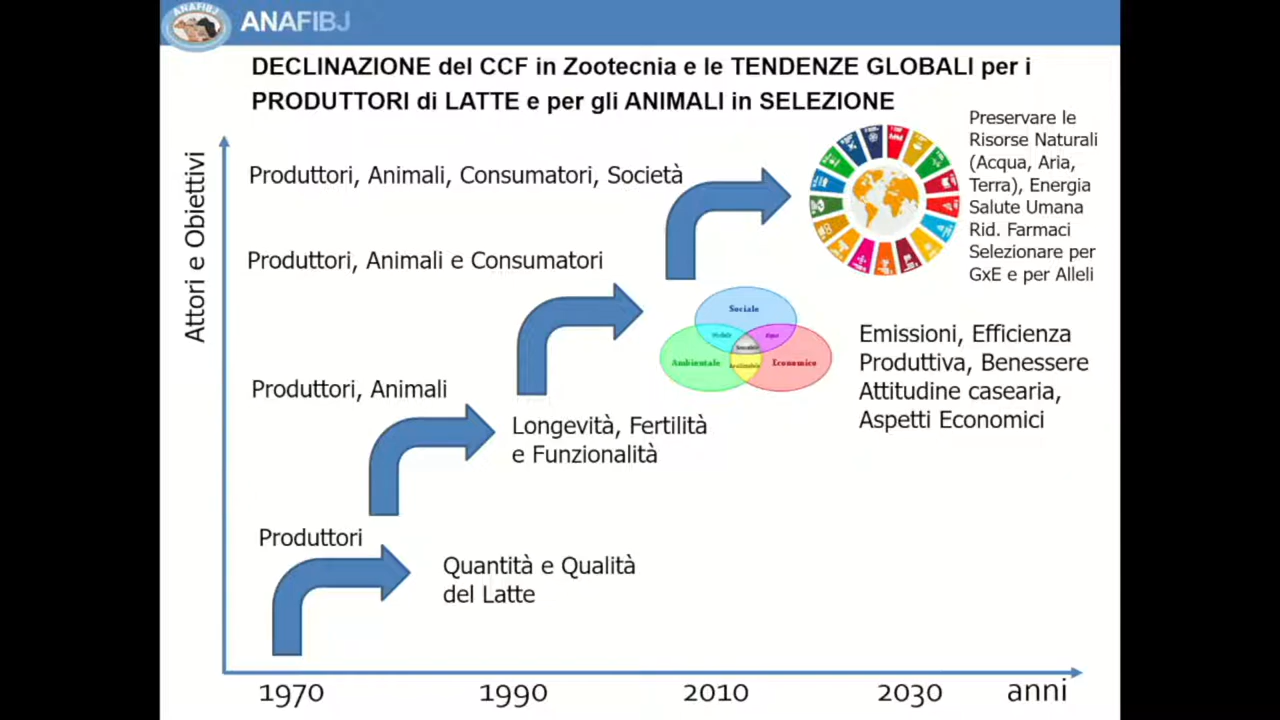 ANAFIBJ
ANAFIBJ
DECLINAZIONE del CCF in Zootecnia e le TENDENZE GLOBALI per i
PRODUTTORI di LATTE e per gli ANIMALI in SELEZIONE
Attori e Obiettivi
Produttori, Animali, Consumatori, Società
Preservare le
Risorse Naturali
(Acqua, Aria,
Terra), Energia
Salute Umana
Rid. Farmaci
Selezionare per
GxE e per Alleli
Produttori, Animali e Consumatori
Sociale
Ambientale
Economico
Emissioni, Efficienza
Produttiva, Benessere
Attitudine casearia,
Aspetti Economici
Produttori, Animali
Longevità, Fertilità
e Funzionalità
Produttori
Quantità e Qualità
del Latte
1970 1990 2010 2030 anni